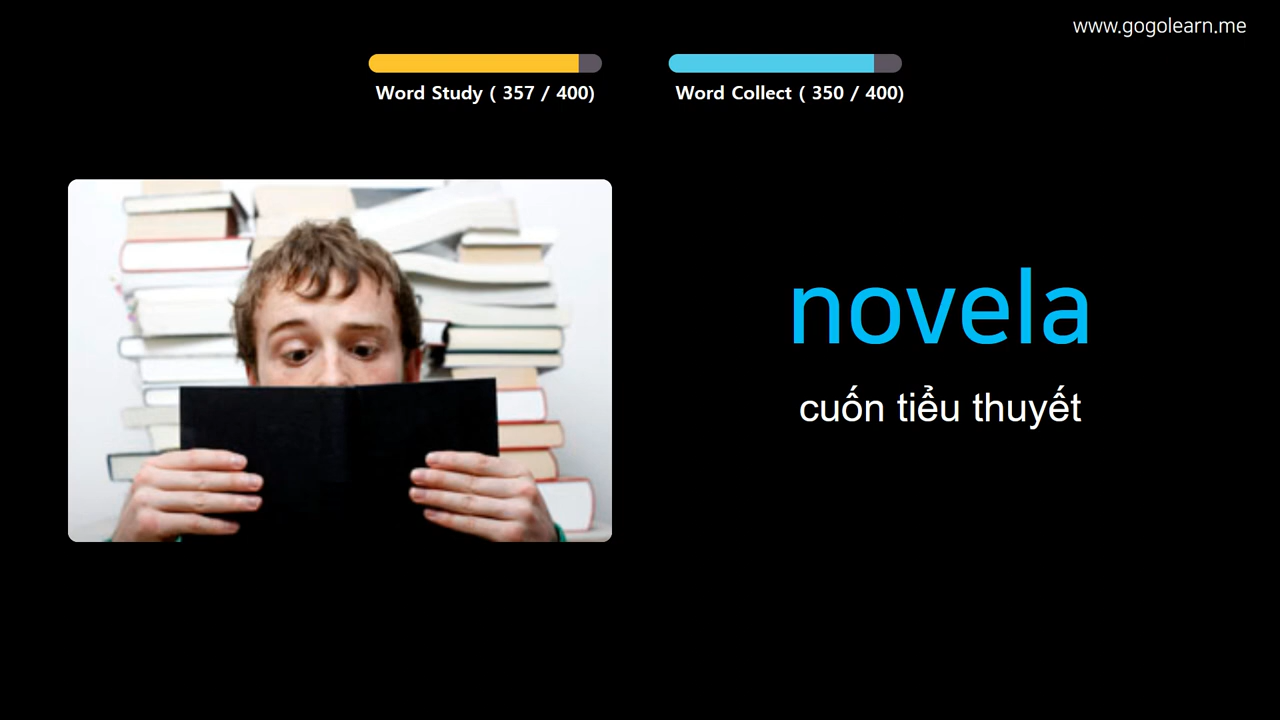 www.gogolearn.me
Word Study ( 357 / 400)
Word Collect ( 350 / 400)
novela
cuốn tiểu thuyết